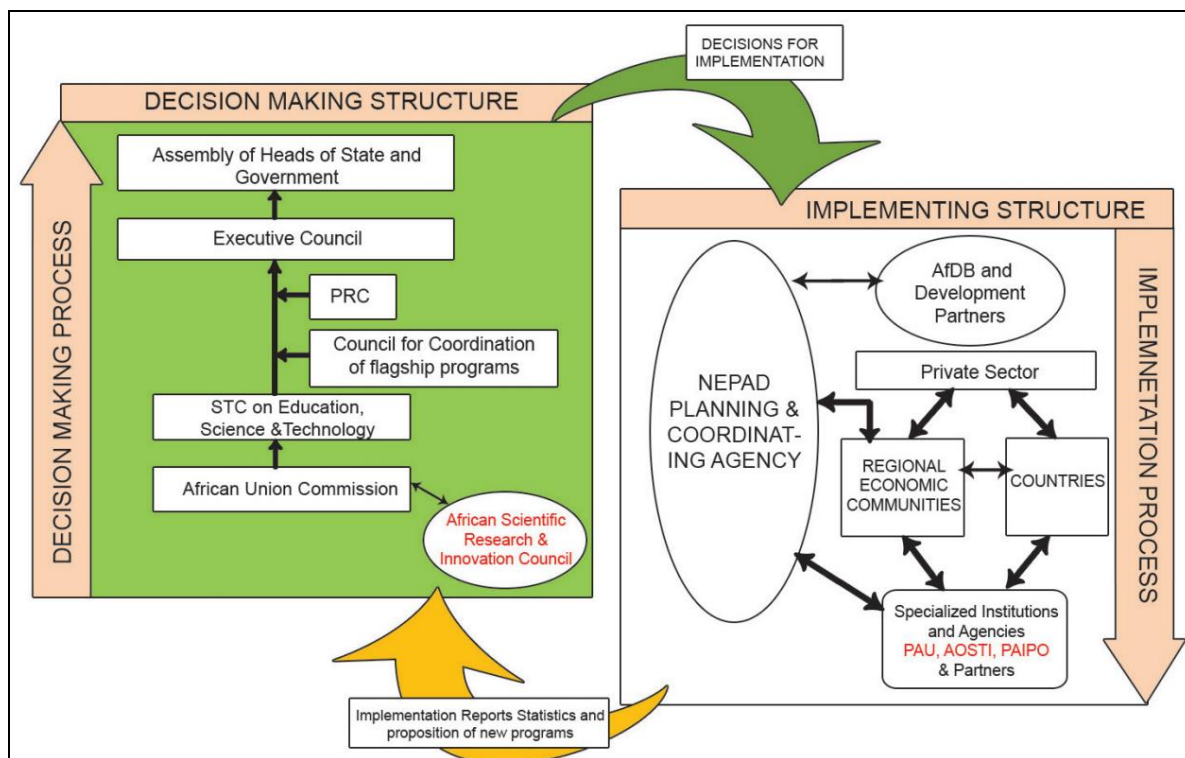 DECISIONS FOR
IMPLEMENTATION
DECISION MAKING STRUCTURE
DECISION MAKING PROCESS
Assembly of Heads of State and
Government
Executive Council
PRC
Council for Coordination
of flagship programs
STC on Education,
Science &Technology
African Union Commission
African Scientific
Research &
Innovation Council
IMPLEMENTING STRUCTURE
IMPLEMNETATION PROCESS
NEPAD
PLANNING &
COORDINAT-
ING AGENCY
AfDB and
Development
Partners
Private Sector
REGIONAL
ECONOMIC
COMMUNITIES
COUNTRIES
Specialized Institutions
and Agencies
PAU, AOSTI, PAIPO
& Partners
Implementation Reports Statistics and
proposition of new programs